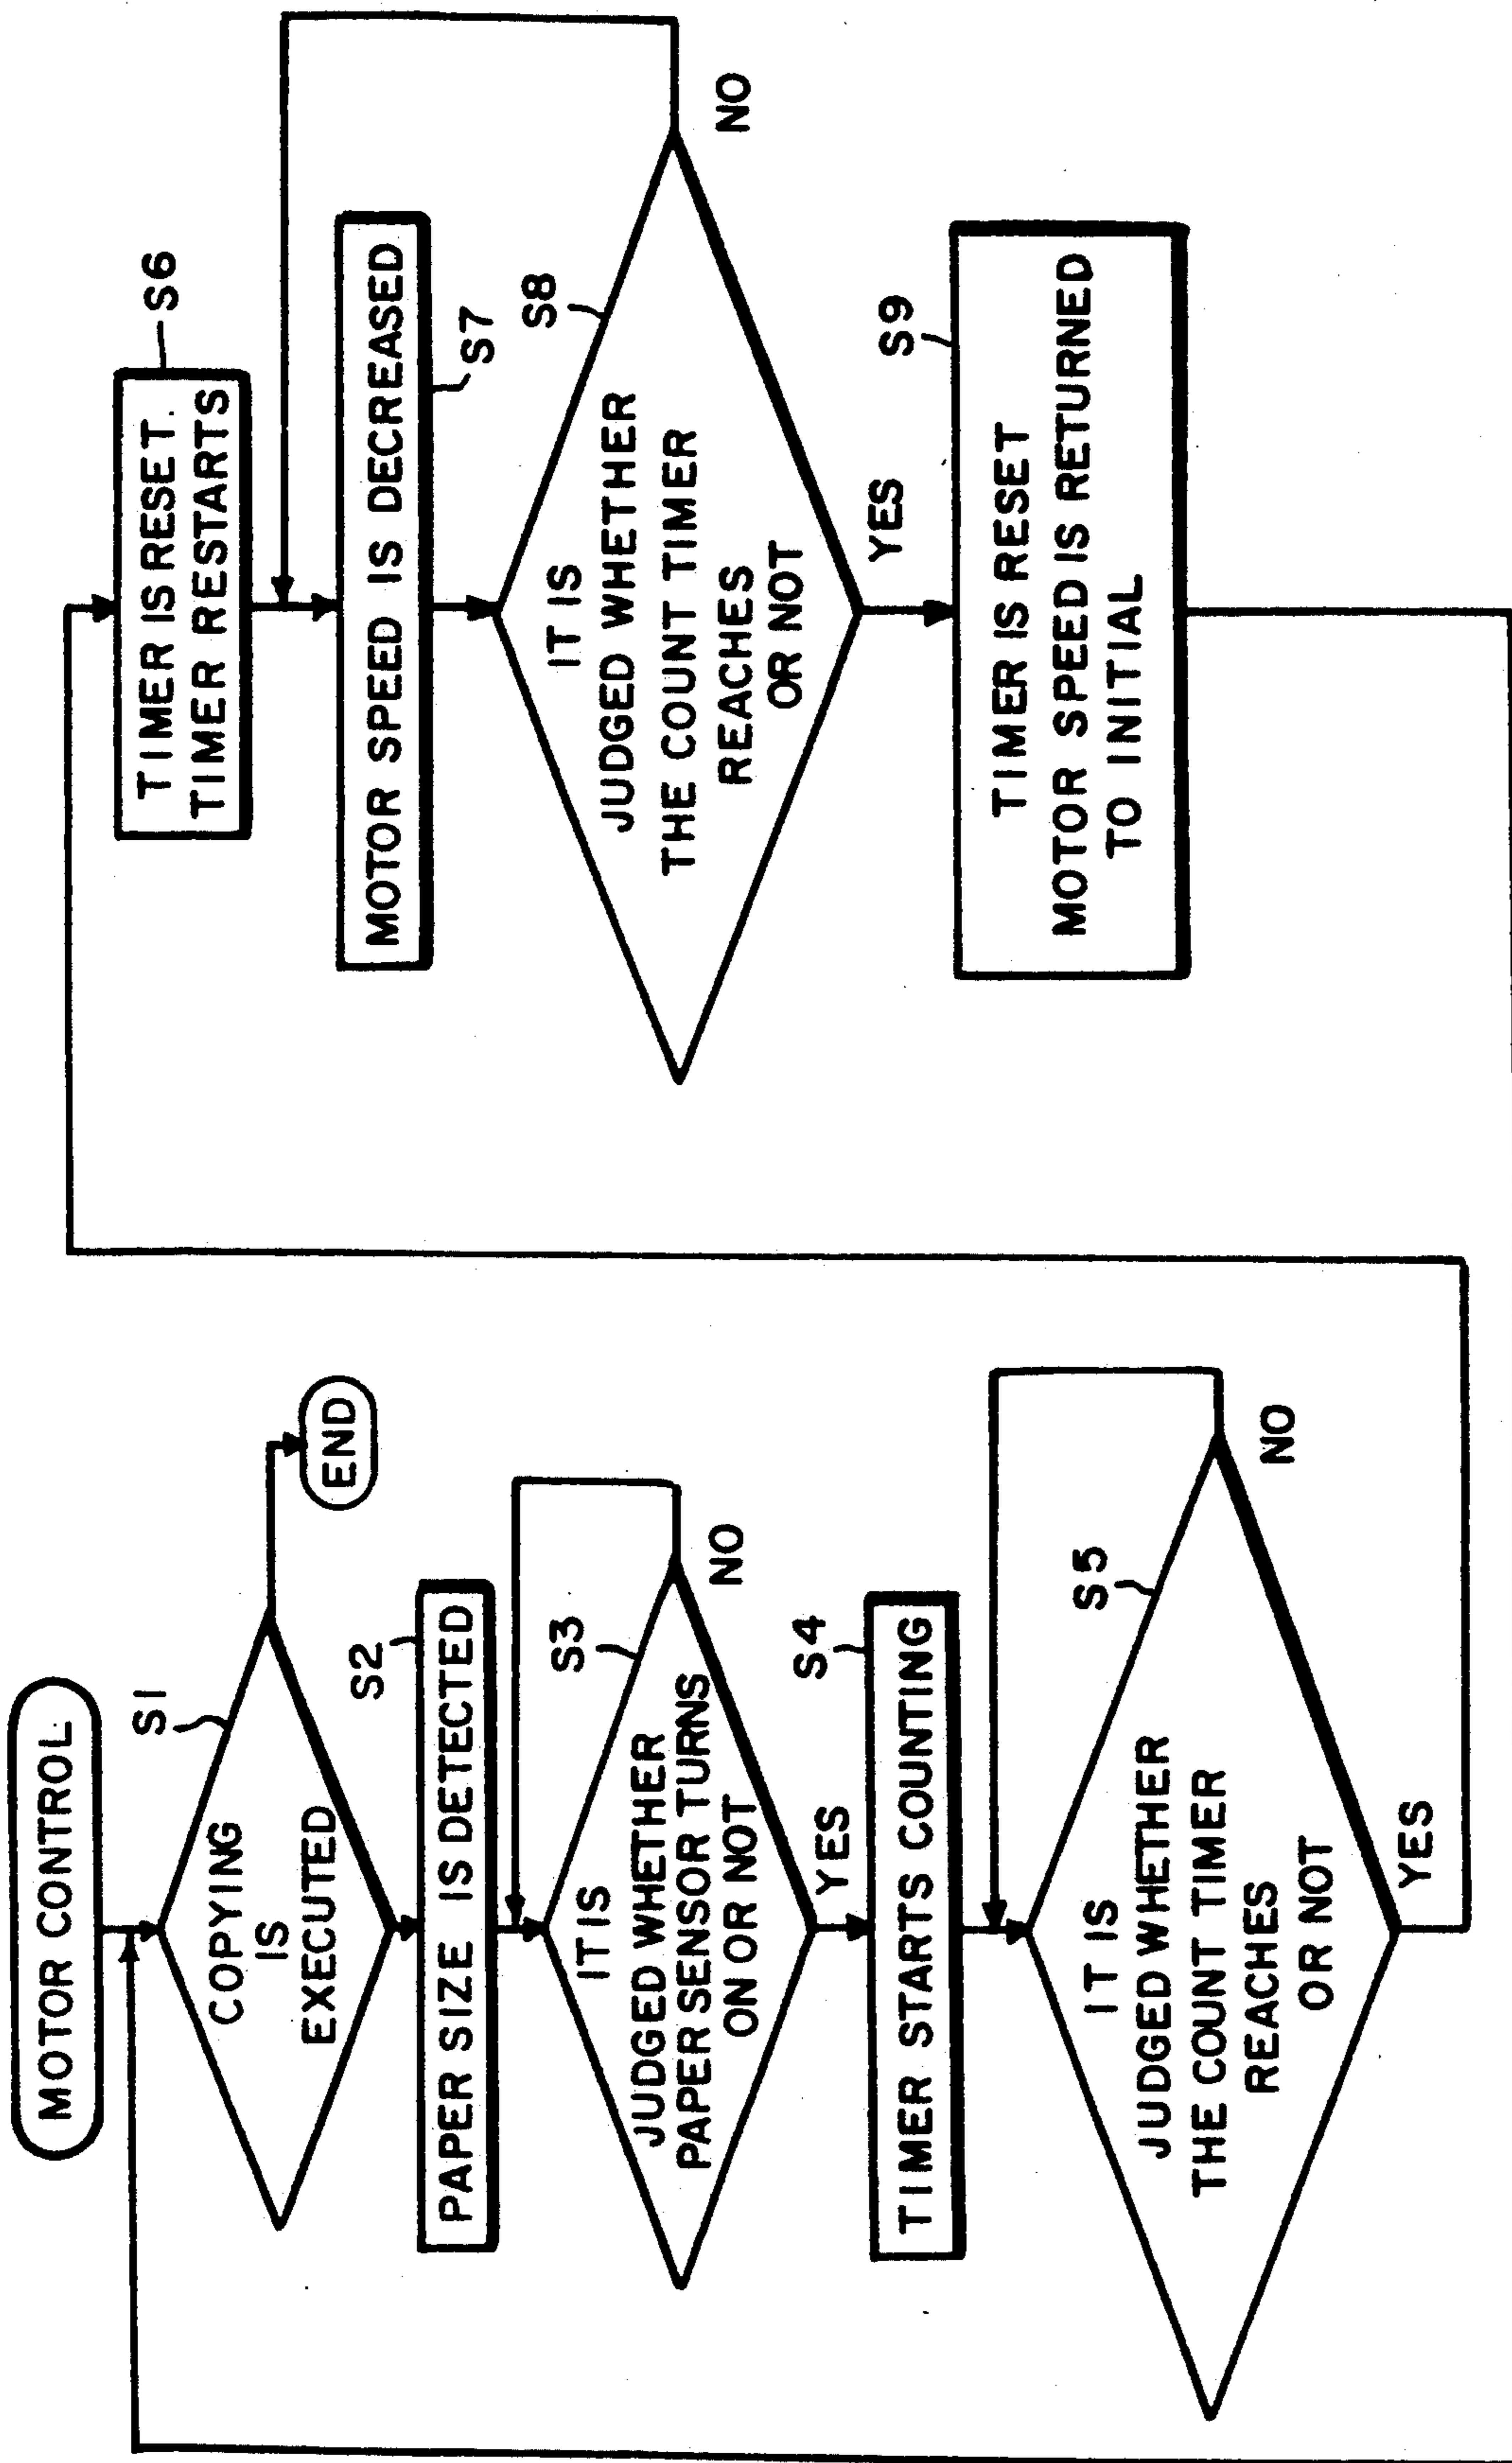 MOTOR CONTROL
S1
COPYING
IS
EXECUTED
END
S2
PAPER SIZE IS DETECTED
S3
IT IS
JUDGED WHETHER
PAPER SENSOR TURNS
ON OR NOT
NO
YES
S4
TIMER STARTS COUNTING
S5
IT IS
JUDGED WHETHER
THE COUNT TIMER
REACHES
OR NOT
NO
YES
S6
TIMER IS RESET.
TIMER RESTARTS
MOTOR SPEED IS DECREASED
S7
S8
IT IS
JUDGED WHETHER
THE COUNT TIMER
REACHES
OR NOT
NO
YES
S9
TIMER IS RESET
MOTOR SPEED IS RETURNED
TO INITIAL